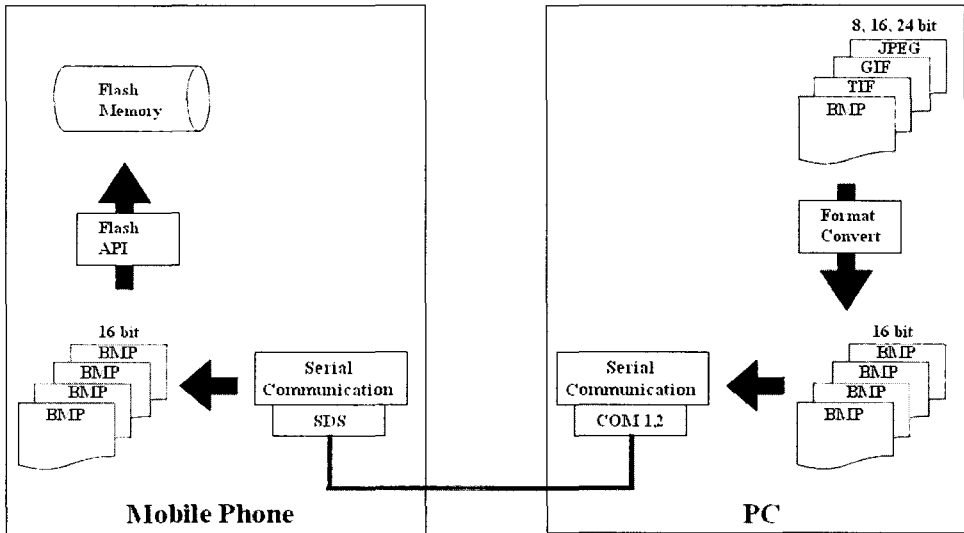 Flash
Memory
Flash
API
16 bit
BMP
BMP
BMP
BMP
Serial
Communication
SDS
Mobile Phone
8, 16, 24 bit
JPEG
GIF
TIF
BMP
Format
Convert
16 bit
BMP
BMP
BMP
BMP
Serial
Communication
COM 1,2
PC